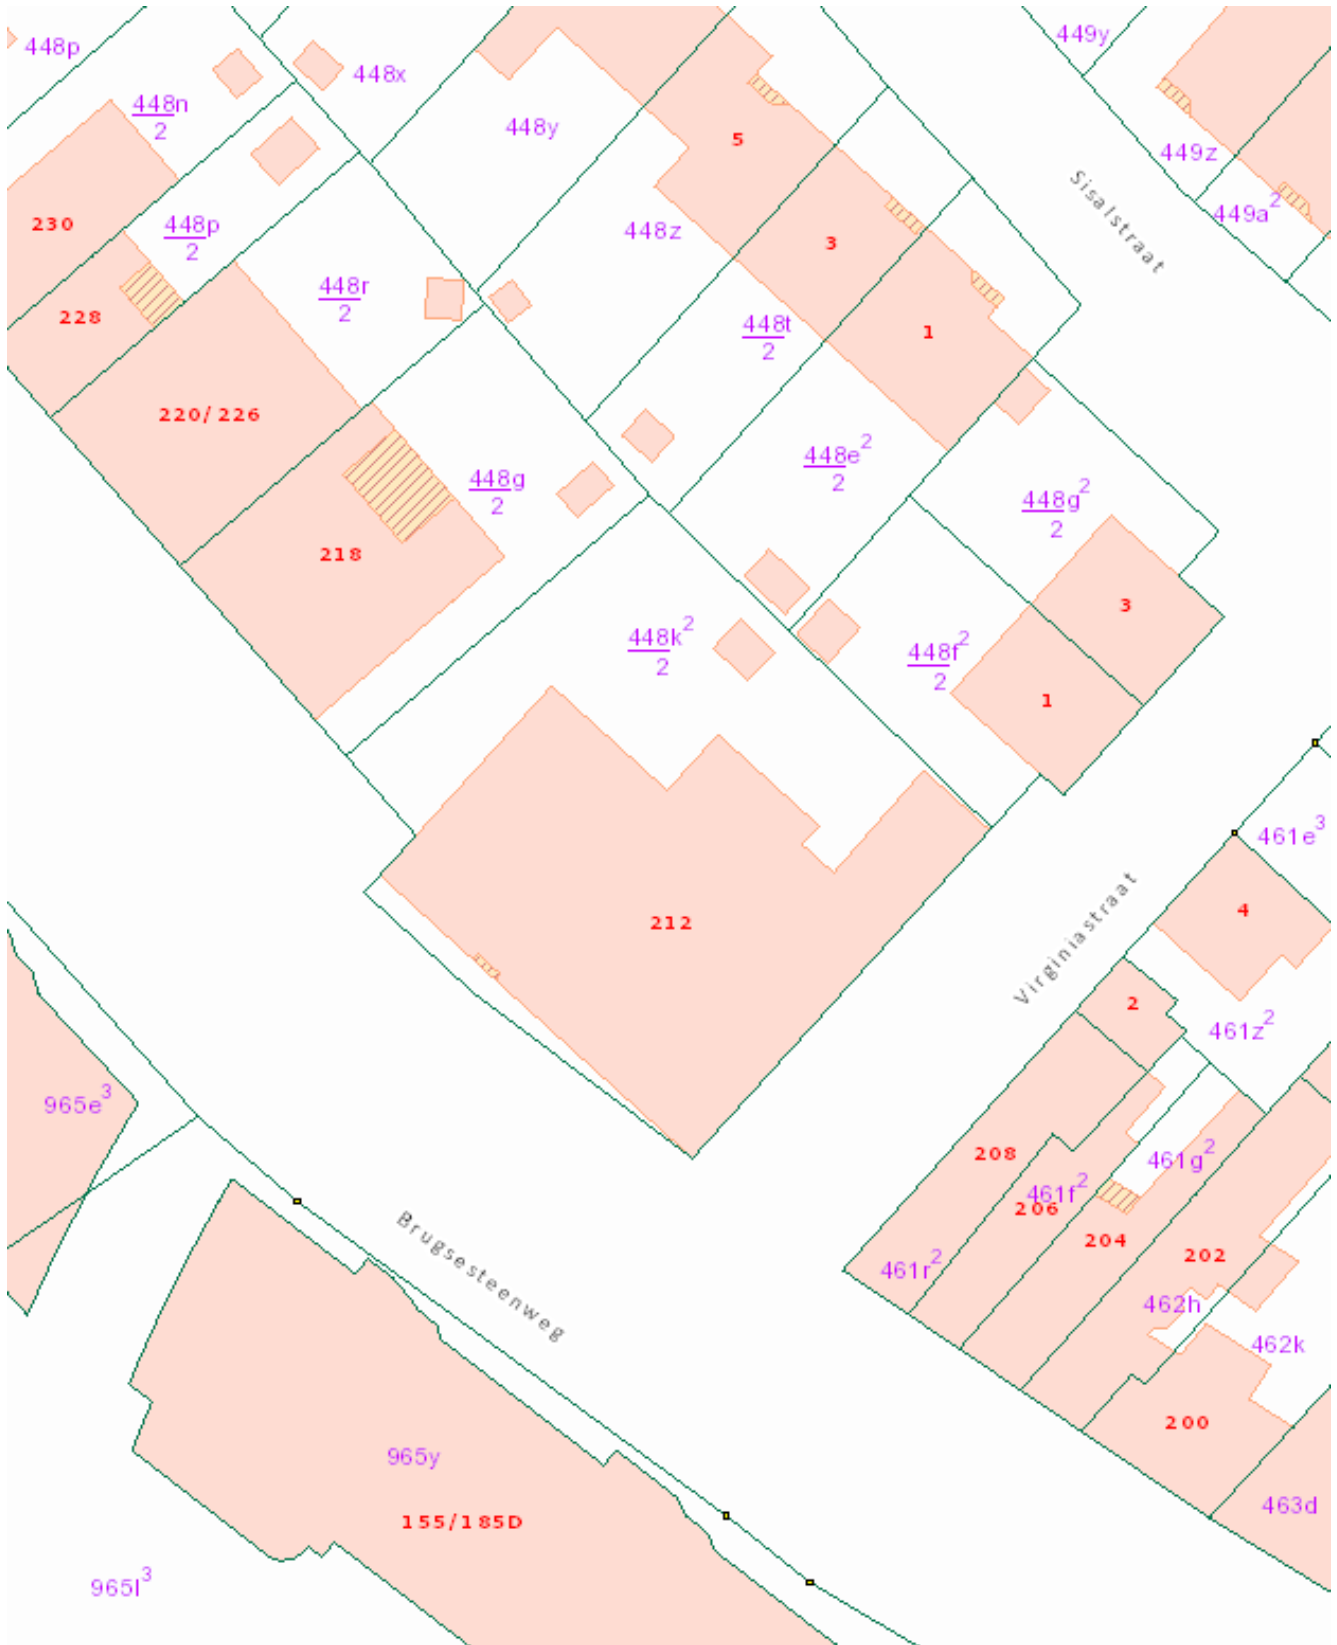 448p
448x
449y
448n
2
448y
5
449z
Sisalstraat
449a²
230
448p
2
448z
3
228
448r
2
448t
2
1
220/226
448e²
2
448g
2
448g²
2
218
3
448k²
2
448f²
2
1
461e³
4
212
Virginiastraat
2
461z²
965e³
208
461g²
461f²
206
204
202
Brugsesteenweg
461r²
462h
462k
200
965y
463d
155/185D
965l³